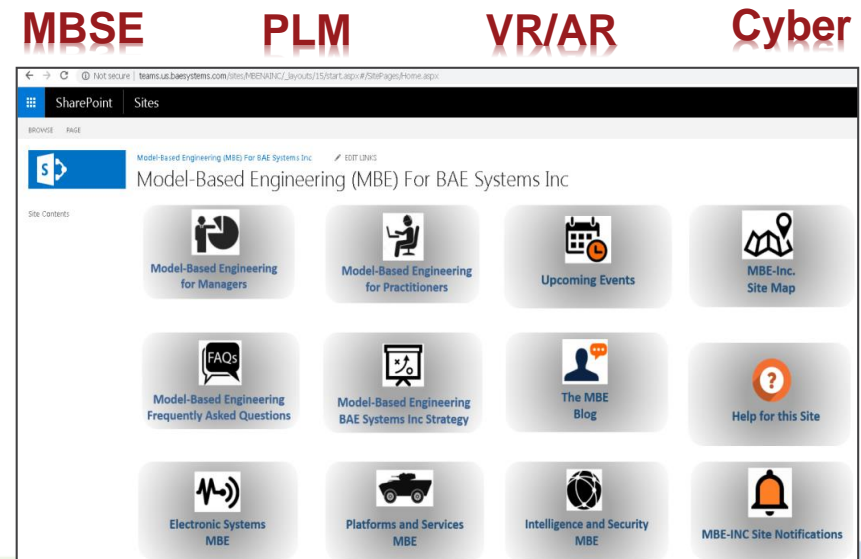 MBSE PLM VR/AR Cyber
Not secure | teams.us.baesystems.com/sites/MBENAINC/_layouts/15/start.aspx#/SitePages/Home.aspx
SharePoint Sites
BROWSE PAGE
S
Model-Based Engineering (MBE) For BAE Systems Inc EDIT LINKS
Model-Based Engineering (MBE) For BAE Systems Inc
Site Contents
Model-Based Engineering
for Managers
Model-Based Engineering
for Practitioners
Upcoming Events
MBE-Inc.
Site Map
FAQs
Model-Based Engineering
Frequently Asked Questions
Model-Based Engineering
BAE Systems Inc Strategy
The MBE
Blog
?
Help for this Site
Electronic Systems
MBE
Platforms and Services
MBE
Intelligence and Security
MBE
MBE-INC Site Notifications